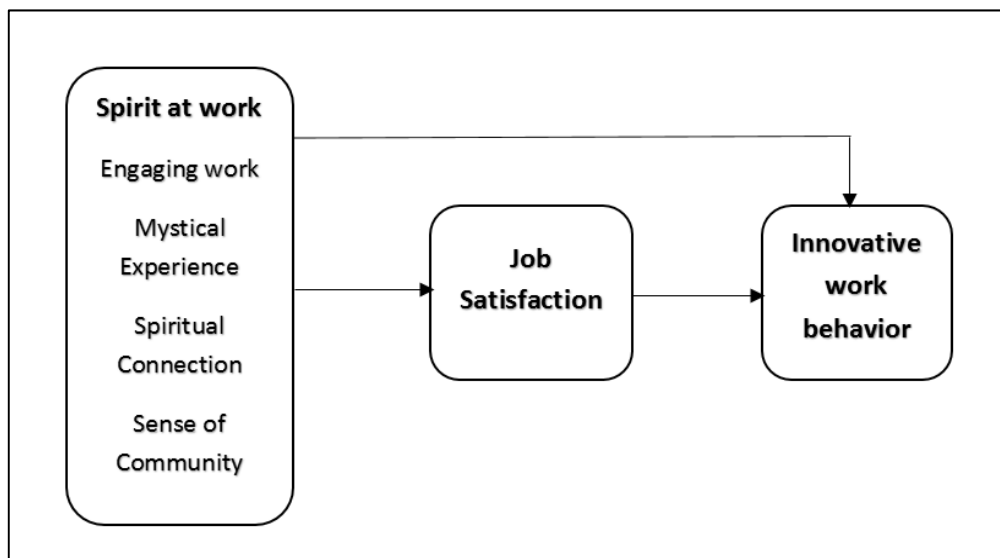 Spirit at work
Engaging work
Mystical
Experience
Spiritual
Connection
Sense of
Community
Job
Satisfaction
Innovative
work
behavior